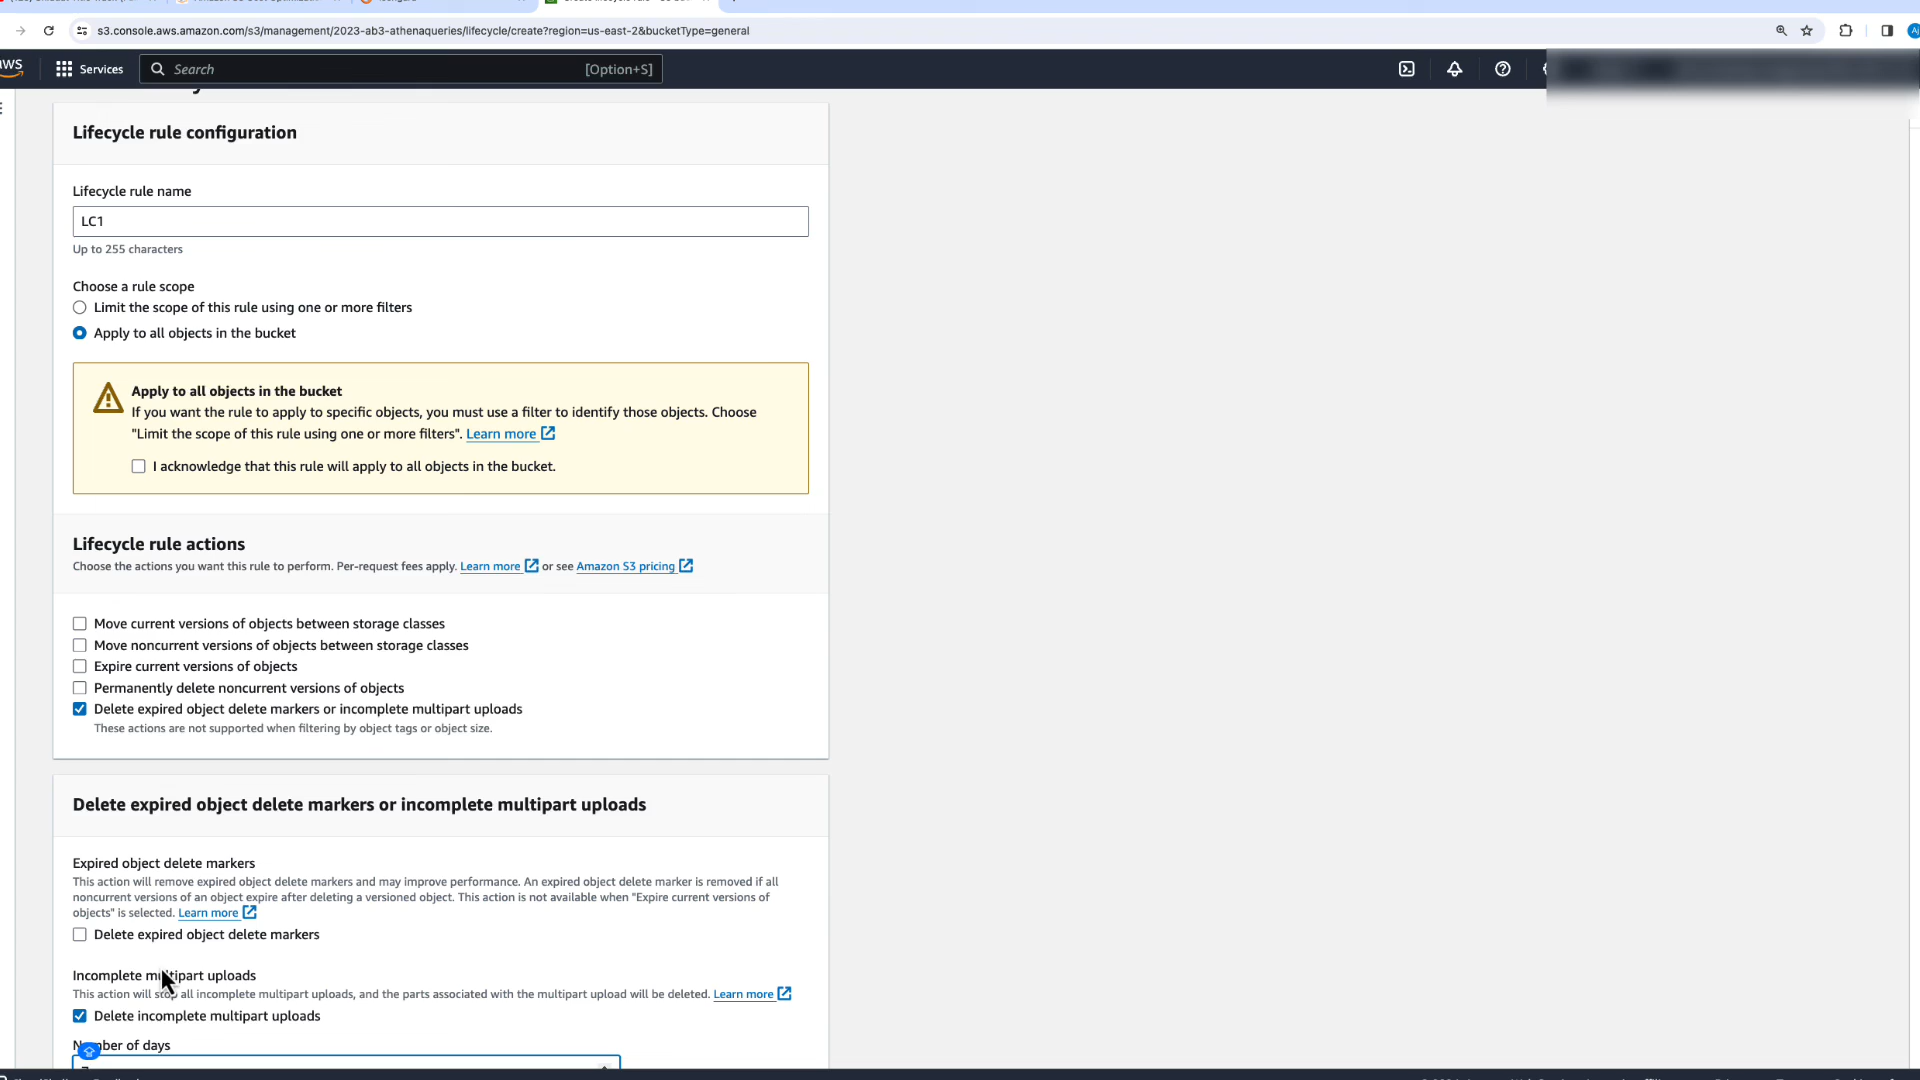 s3.console.aws.amazon.com/s3/management/2023-ab3-athenaqueries/lifecycle/create?region=us-east-2&bucketType=general
aws
Services
Search
[Option+S]
Lifecycle rule configuration
Lifecycle rule name
LC1
Up to 255 characters
Choose a rule scope
Limit the scope of this rule using one or more filters
Apply to all objects in the bucket
Apply to all objects in the bucket
If you want the rule to apply to specific objects, you must use a filter to identify those objects. Choose
"Limit the scope of this rule using one or more filters". Learn more
I acknowledge that this rule will apply to all objects in the bucket.
Lifecycle rule actions
Choose the actions you want this rule to perform. Per-request fees apply. Learn more or see Amazon S3 pricing
Move current versions of objects between storage classes
Move noncurrent versions of objects between storage classes
Expire current versions of objects
Permanently delete noncurrent versions of objects
Delete expired object delete markers or incomplete multipart uploads
These actions are not supported when filtering by object tags or object size.
Delete expired object delete markers or incomplete multipart uploads
Expired object delete markers
This action will remove expired object delete markers and may improve performance. An expired object delete marker is removed if all
noncurrent versions of an object expire after deleting a versioned object. This action is not available when "Expire current versions of
objects" is selected. Learn more
Delete expired object delete markers
Incomplete multipart uploads
This action will stop all incomplete multipart uploads, and the parts associated with the multipart upload will be deleted. Learn more
Delete incomplete multipart uploads
Number of days